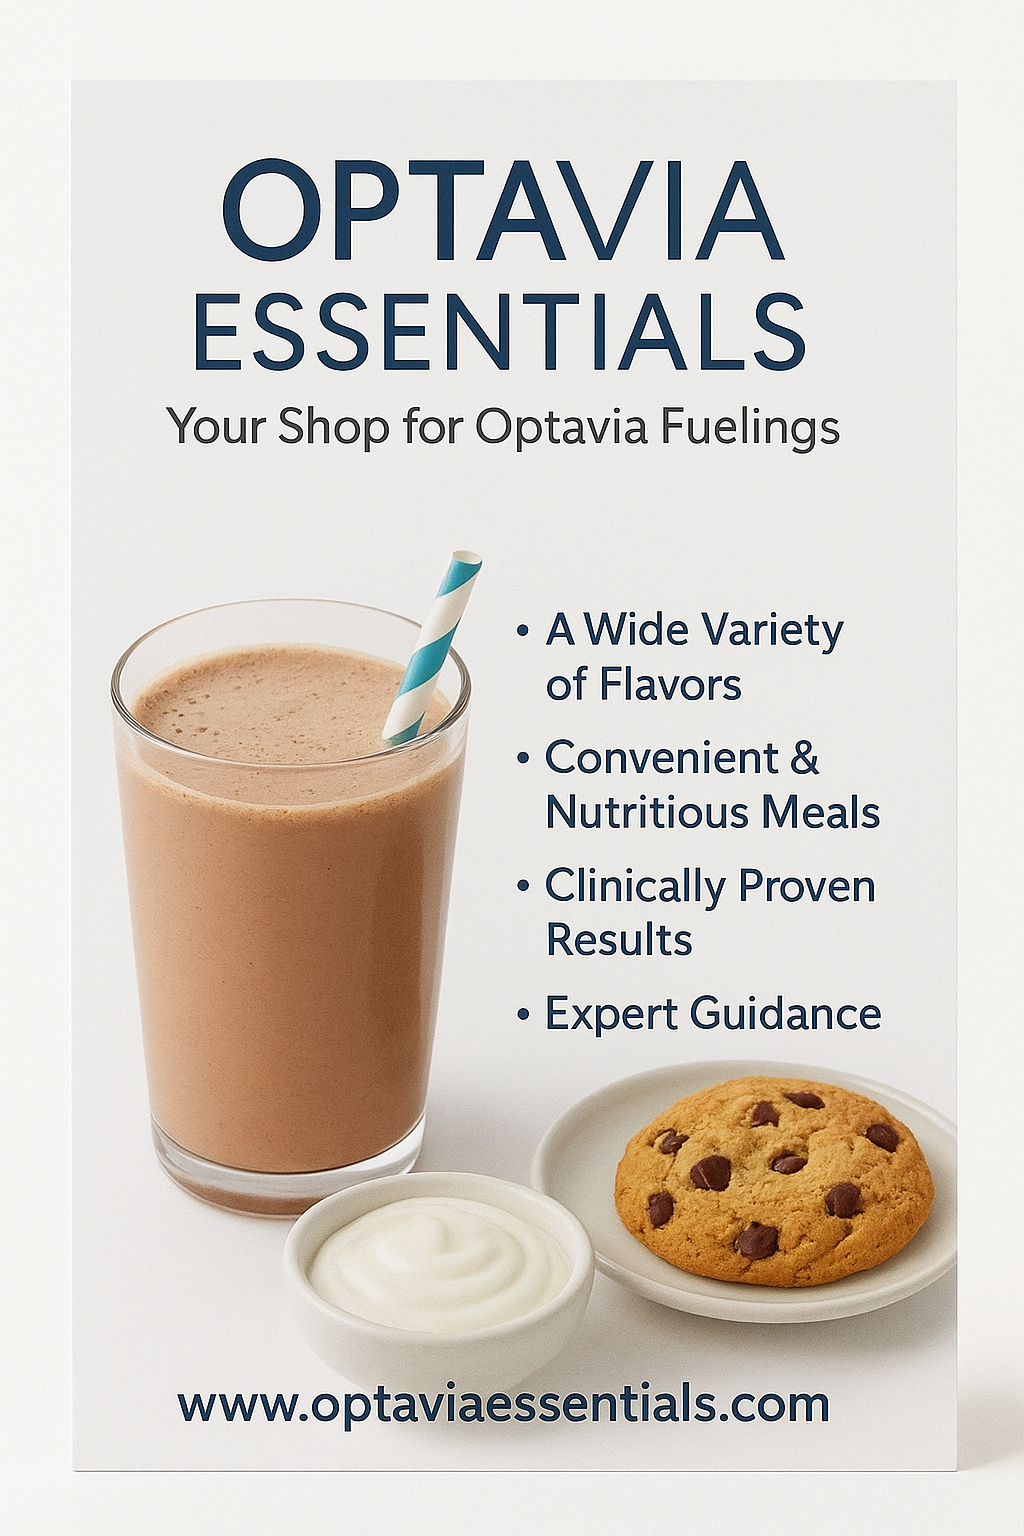 OPTAVIA
ESSENTIALS
Your Shop for Optavia Fuelings
• A Wide Variety
of Flavors
• Convenient &
Nutritious Meals
• Clinically Proven
Results
• Expert Guidance
www.optaviaessentials.com